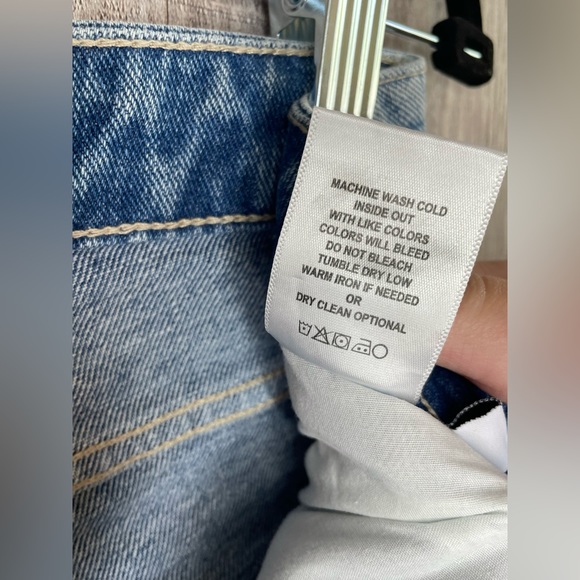 MACHINE WASH COLD
INSIDE OUT
WITH LIKE COLORS
COLORS WILL BLEED
DO NOT BLEACH
TUMBLE DRY LOW
WARM IRON IF NEEDED
OR
DRY CLEAN OPTIONAL